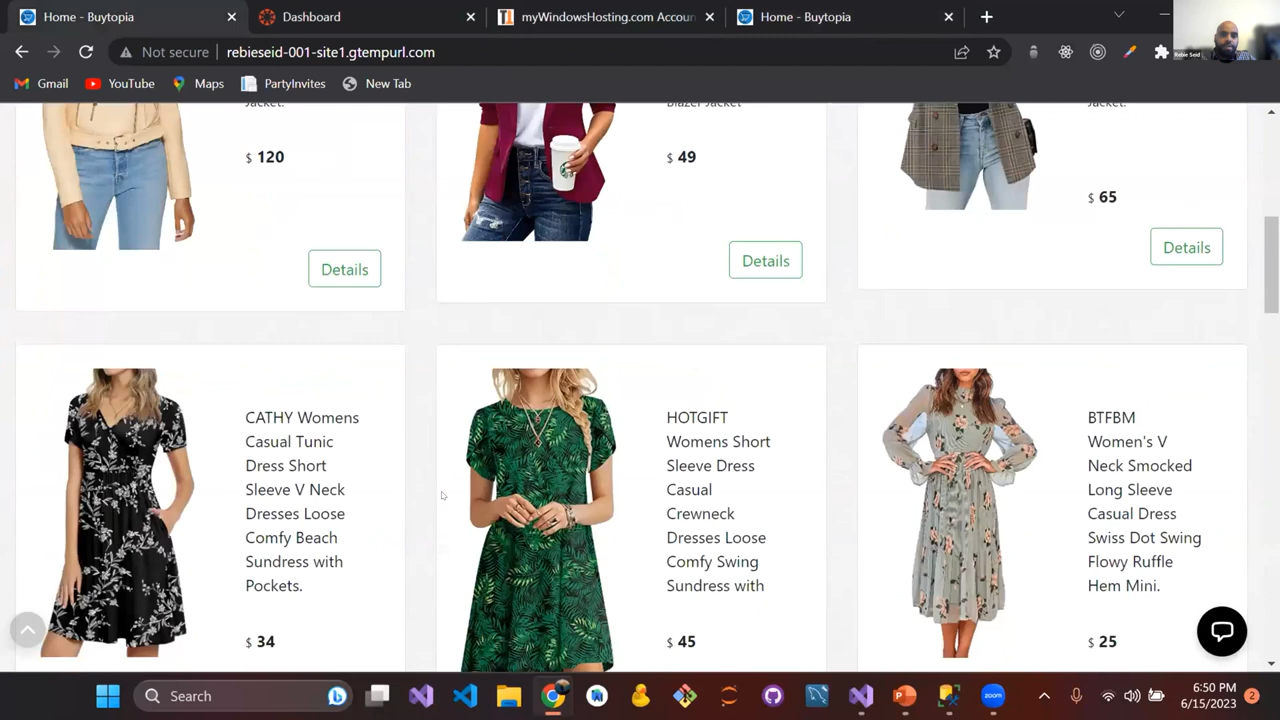 Home - Buytopia
Dashboard
myWindowsHosting.com Accoun
Home - Buytopia
Not secure
rebieseid-001-site1.gtempurl.com
Gmail
YouTube
Maps
PartyInvites
New Tab
Rebie Seid
Jacket.
$ 120
Details
Blazer Jacket
$ 49
Details
Jacket.
$ 65
Details
CATHY Womens
Casual Tunic
Dress Short
Sleeve V Neck
Dresses Loose
Comfy Beach
Sundress with
Pockets.
$ 34
HOTGIFT
Womens Short
Sleeve Dress
Casual
Crewneck
Dresses Loose
Comfy Swing
Sundress with
$ 45
BTFBM
Women's V
Neck Smocked
Long Sleeve
Casual Dress
Swiss Dot Swing
Flowy Ruffle
Hem Mini.
$ 25
Search
6:50 PM
6/15/2023
2